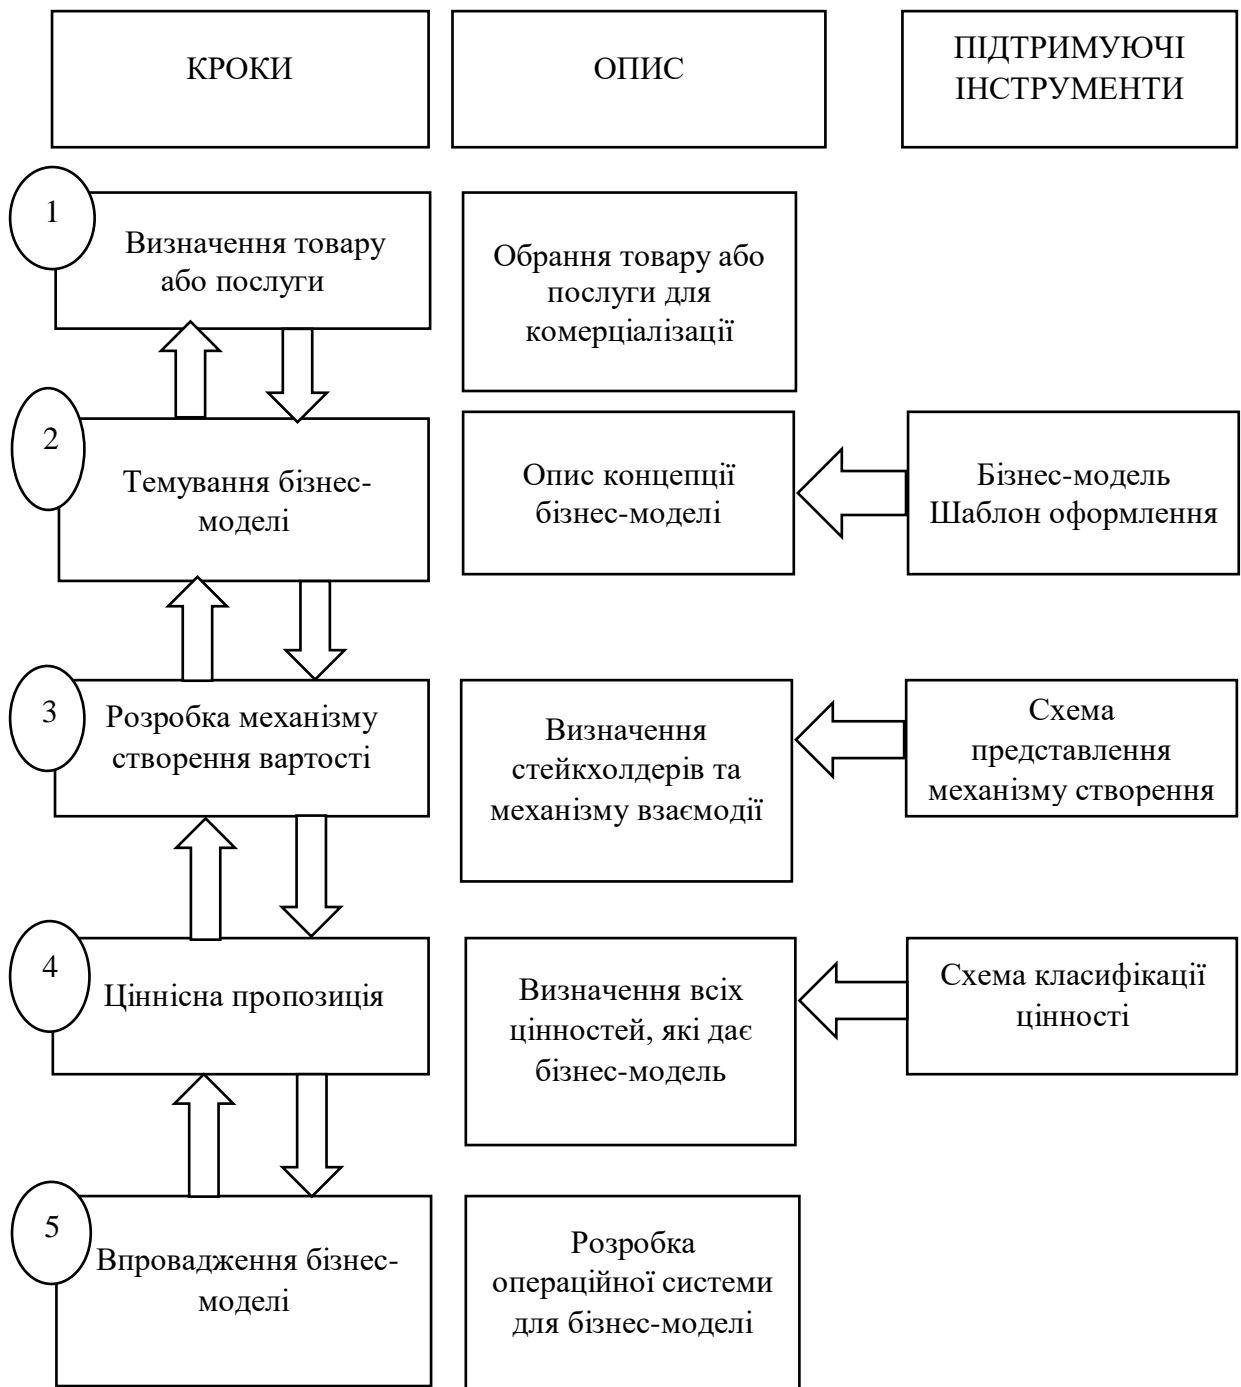 КРОКИ
ОПИС
ПІДТРИМУЮЧІ
ІНСТРУМЕНТИ
1
Визначення товару
або послуги
Обрання товару або
послуги для
комерціалізації
2
Темування бізнес-
моделі
Опис концепції
бізнес-моделі
Бізнес-модель
Шаблон оформлення
3
Розробка механізму
створення вартості
Визначення
стейкхолдерів та
механізму взаємодії
Схема
представлення
механізму створення
4
Ціннісна пропозиція
Визначення всіх
цінностей, які дає
бізнес-модель
Схема класифікації
цінності
5
Впровадження бізнес-
моделі
Розробка
операційної системи
для бізнес-моделі